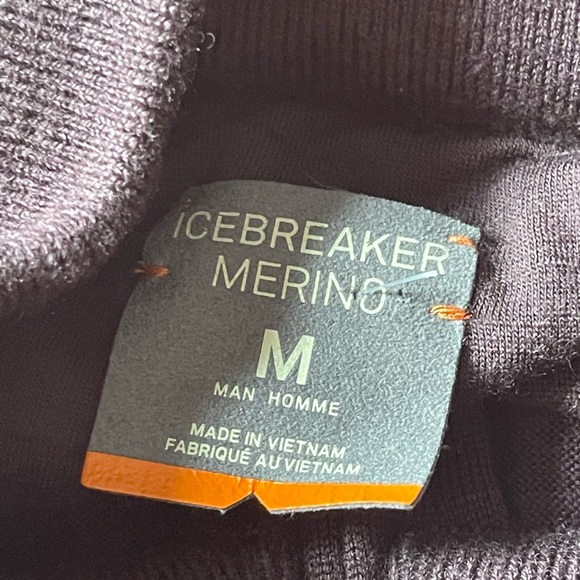 ICEBREAKER
MERINO
M
MAN HOMME
MADE IN VIETNAM
FABRIQUÉ AU VIETNAM